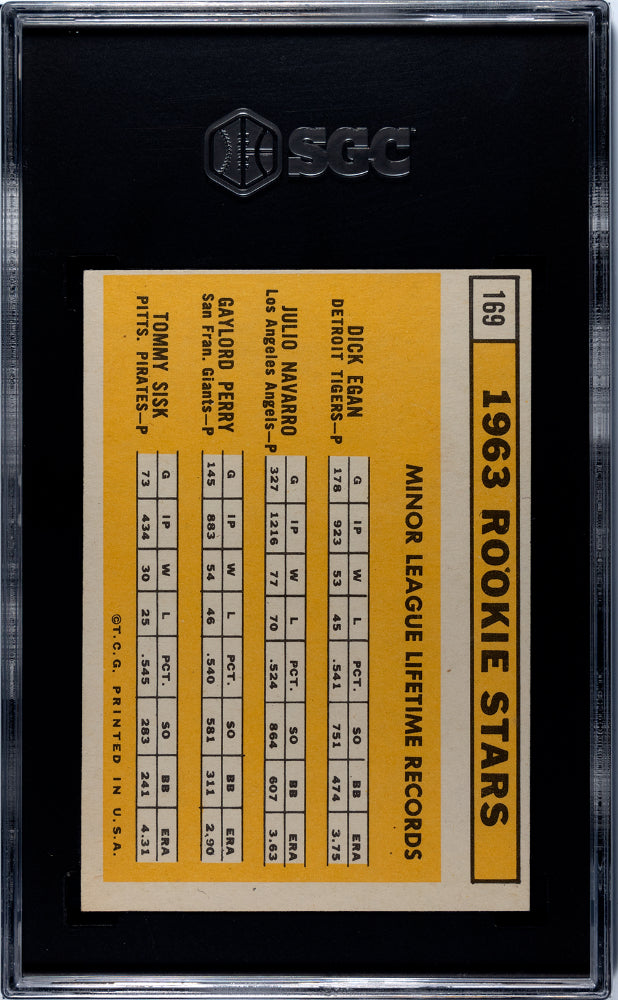 SGC
169 1963 ROOKIE STARS
MINOR LEAGUE LIFETIME RECORDS
DICK EGAN
DETROIT TIGERS—P
G IP W L PCT. SO BB ERA
178 923 53 45 .541 751 474 3.75
JULIO NAVARRO
Los Angeles Angels—P
G IP W L PCT. SO BB ERA
327 1216 77 70 .524 864 607 3.63
GAYLORD PERRY
San Fran. Giants—P
G IP W L PCT. SO BB ERA
145 883 54 46 .540 581 311 2.90
TOMMY SISK
PITTS. PIRATES—P
G IP W L PCT. SO BB ERA
73 434 30 25 .545 283 241 4.31
©T.C.G. PRINTED IN U.S.A.